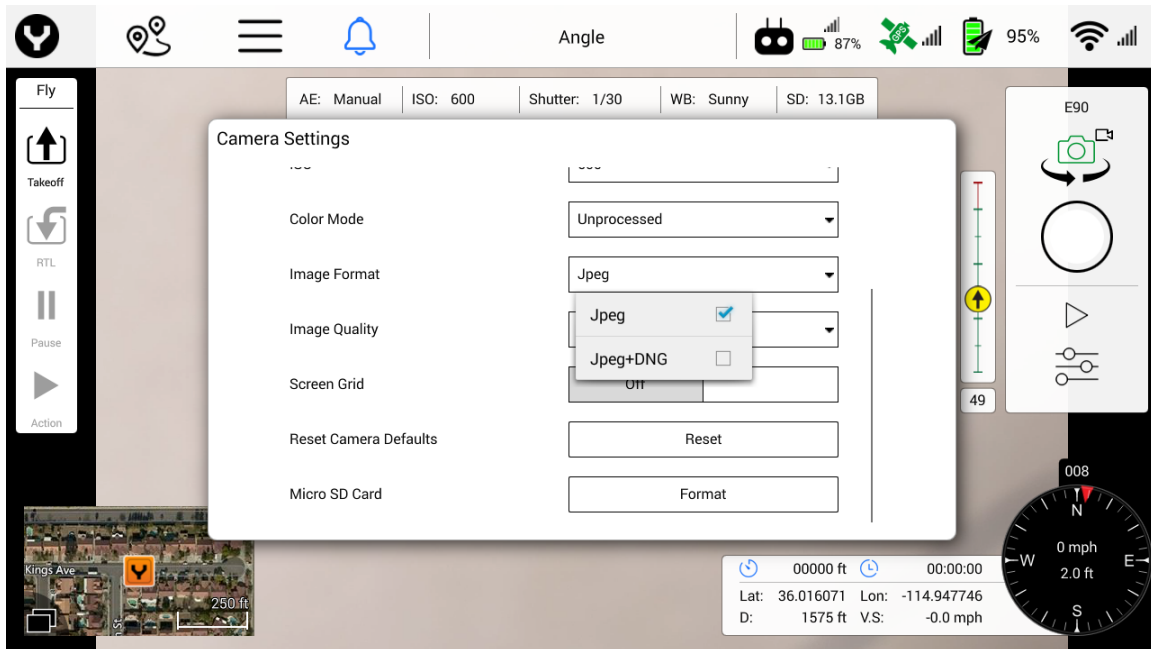 Angle
87%
GPS
95%
Fly
Takeoff
RTL
Pause
Action
AE: Manual
ISO: 600
Shutter: 1/30
WB: Sunny
SD: 13.1GB
Camera Settings
Color Mode
Unprocessed
Image Format
Jpeg
Jpeg
Jpeg+DNG
Image Quality
Screen Grid
Off
Reset Camera Defaults
Reset
Micro SD Card
Format
E90
49
Kings Ave
250 ft
00000 ft
00:00:00
Lat: 36.016071 Lon: -114.947746
D: 1575 ft V.S: -0.0 mph
008
N
W
E
S
0 mph
2.0 ft